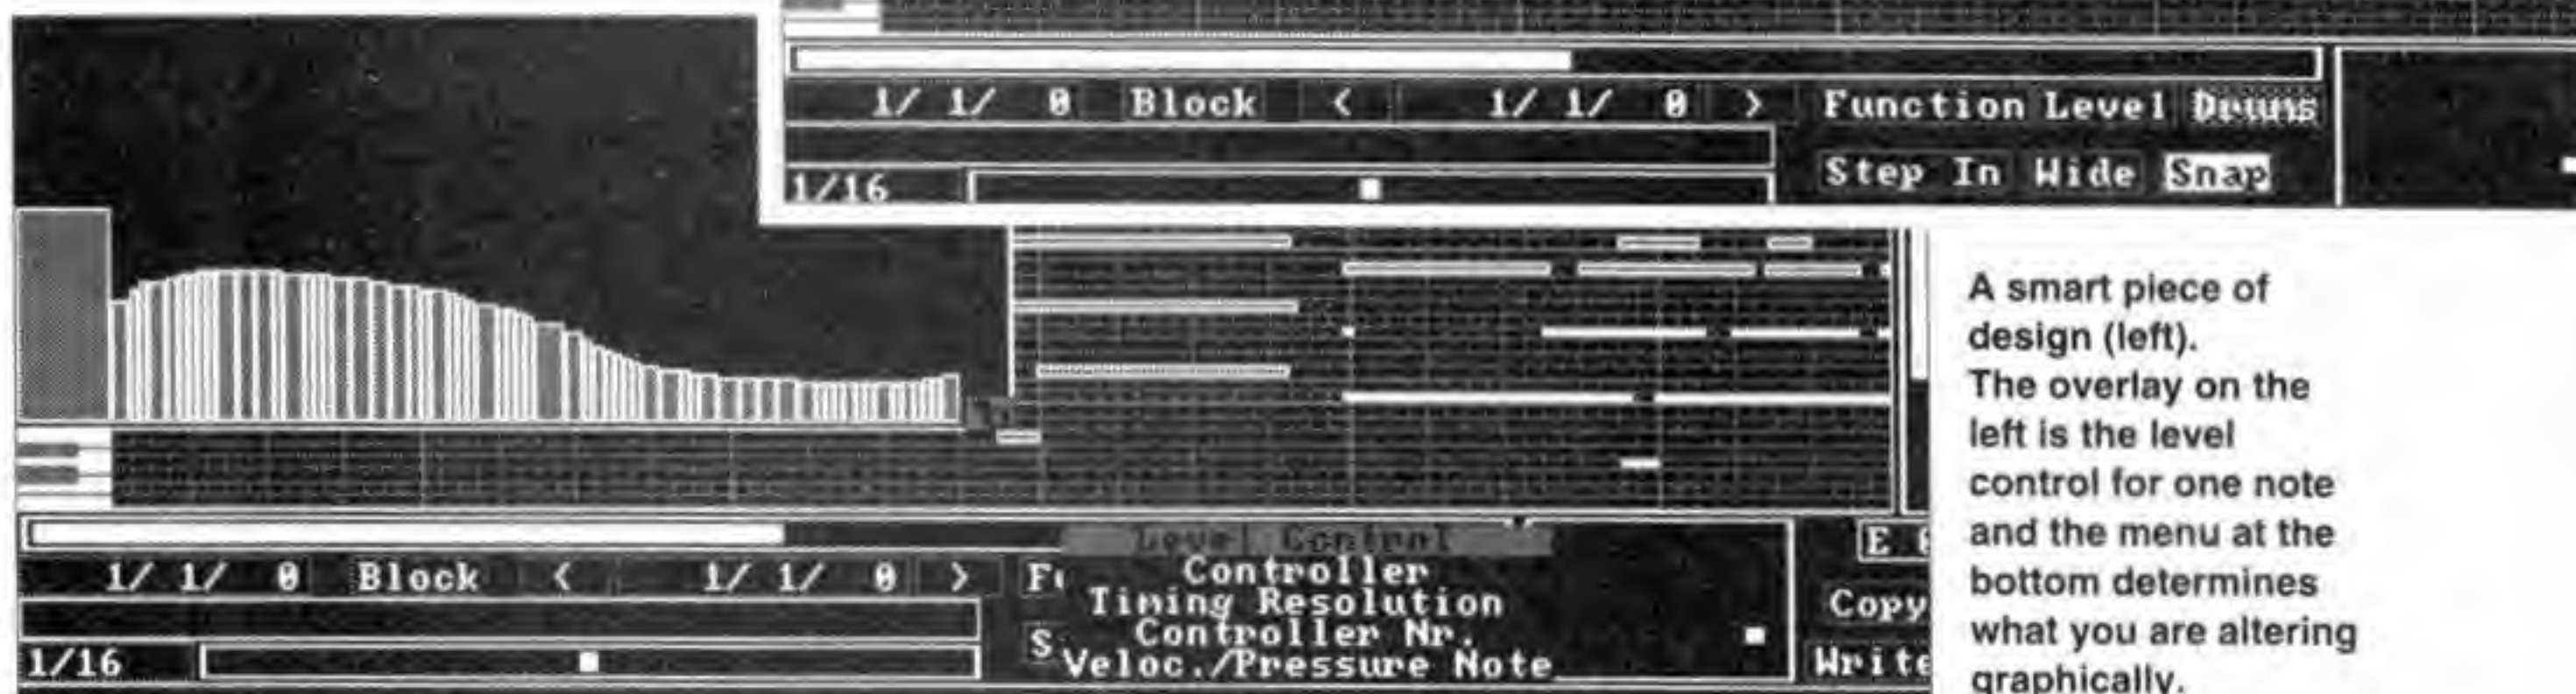 1/ 1/ 0 Block < 1/ 1/ 0 > Function Level Drums
1/16 Step In Wide Snap
A smart piece of
design (left).
The overlay on the
left is the level
control for one note
and the menu at the
bottom determines
what you are altering
graphically.
Level Control
1/ 1/ 0 Block < 1/ 1/ 0 >
Controller
Timing Resolution
Controller Nr.
Veloc./Pressure Note
1/16
Copy
Write